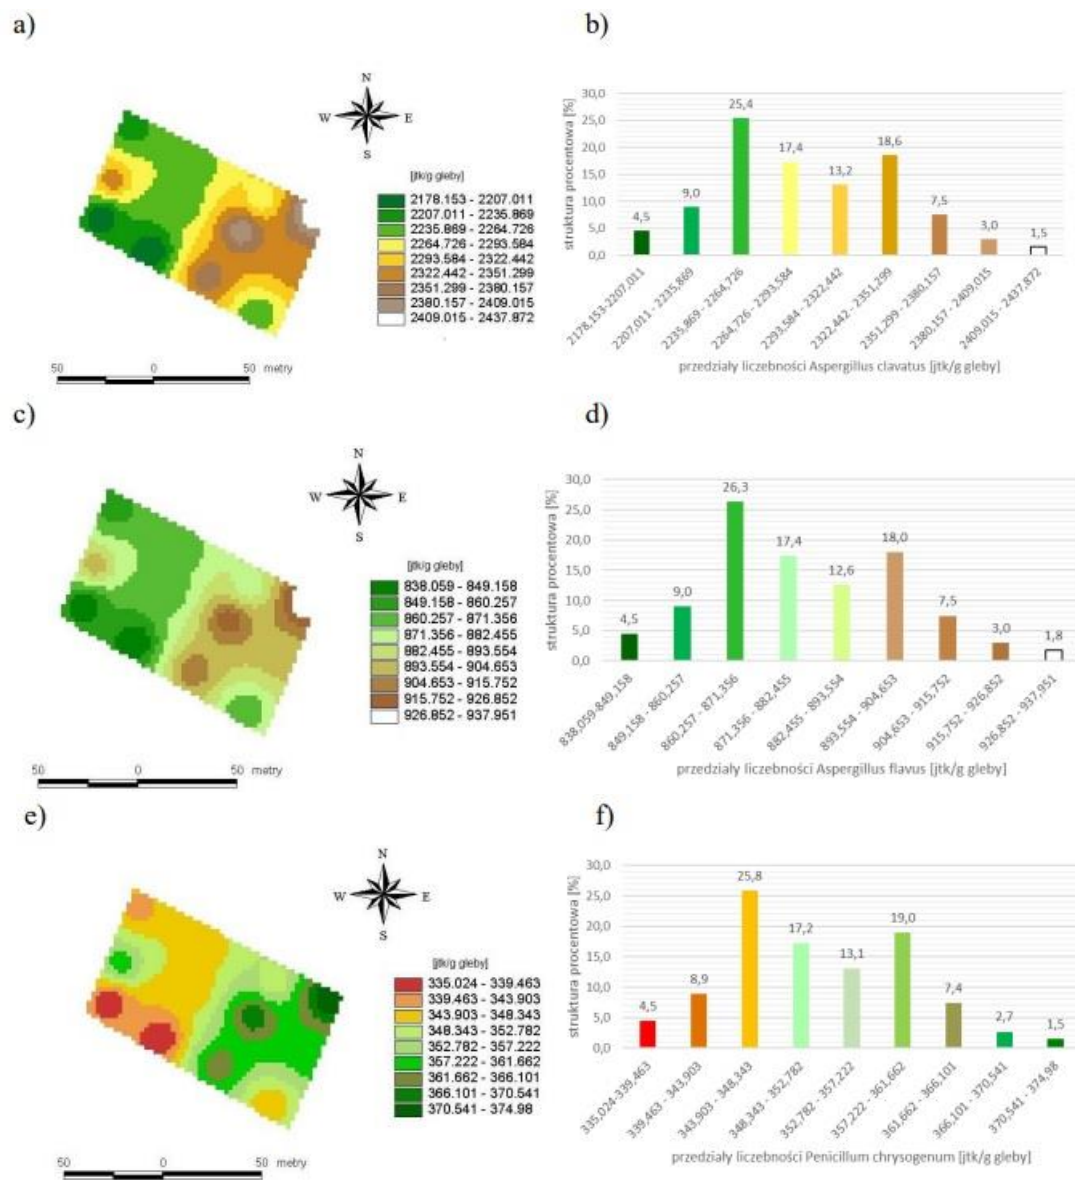 a)
N
W E
S
[jtk/g gleby]
2178.153 - 2207.011
2207.011 - 2235.869
2235.869 - 2264.726
2264.726 - 2293.584
2293.584 - 2322.442
2322.442 - 2351.299
2351.299 - 2380.157
2380.157 - 2409.015
2409.015 - 2437.872
50 0 50 metry
b)
struktura procentowa [%]
30,0
25,0
20,0
15,0
10,0
5,0
0,0
4,5
9,0
25,4
17,4
13,2
18,6
7,5
3,0
1,5
2178,153-2207,011
2207,011 - 2235,869
2235,869 - 2264,726
2264,726 - 2293,584
2293,584 - 2322,442
2322,442 - 2351,299
2351,299 - 2380,157
2380,157 - 2409,015
2409,015 - 2437,872
przedziały liczebności Aspergillus clavatus [jtk/g gleby]
c)
N
W E
S
[jtk/g gleby]
838.059 - 849.158
849.158 - 860.257
860.257 - 871.356
871.356 - 882.455
882.455 - 893.554
893.554 - 904.653
904.653 - 915.752
915.752 - 926.852
926.852 - 937.951
50 0 50 metry
d)
struktura procentowa [%]
30,0
25,0
20,0
15,0
10,0
5,0
0,0
4,5
9,0
26,3
17,4
12,6
18,0
7,5
3,0
1,8
838,059-849,158
849,158 - 860,257
860,257 - 871,356
871,356 - 882,455
882,455 - 893,554
893,554 - 904,653
904,653 - 915,752
915,752 - 926,852
926,852 - 937,951
przedziały liczebności Aspergillus flavus [jtk/g gleby]
e)
N
W E
S
[jtk/g gleby]
335.024 - 339.463
339.463 - 343.903
343.903 - 348.343
348.343 - 352.782
352.782 - 357.222
357.222 - 361.662
361.662 - 366.101
366.101 - 370.541
370.541 - 374.98
50 0 50 metry
f)
struktura procentowa [%]
30,0
25,0
20,0
15,0
10,0
5,0
0,0
4,5
8,9
25,8
17,2
13,1
19,0
7,4
2,7
1,5
335,024-339,463
339,463 - 343,903
343,903 - 348,343
348,343 - 352,782
352,782 - 357,222
357,222 - 361,662
361,662 - 366,101
366,101 - 370,541
370,541 - 374,98
przedziały liczebności Penicillum chrysogenum [jtk/g gleby]